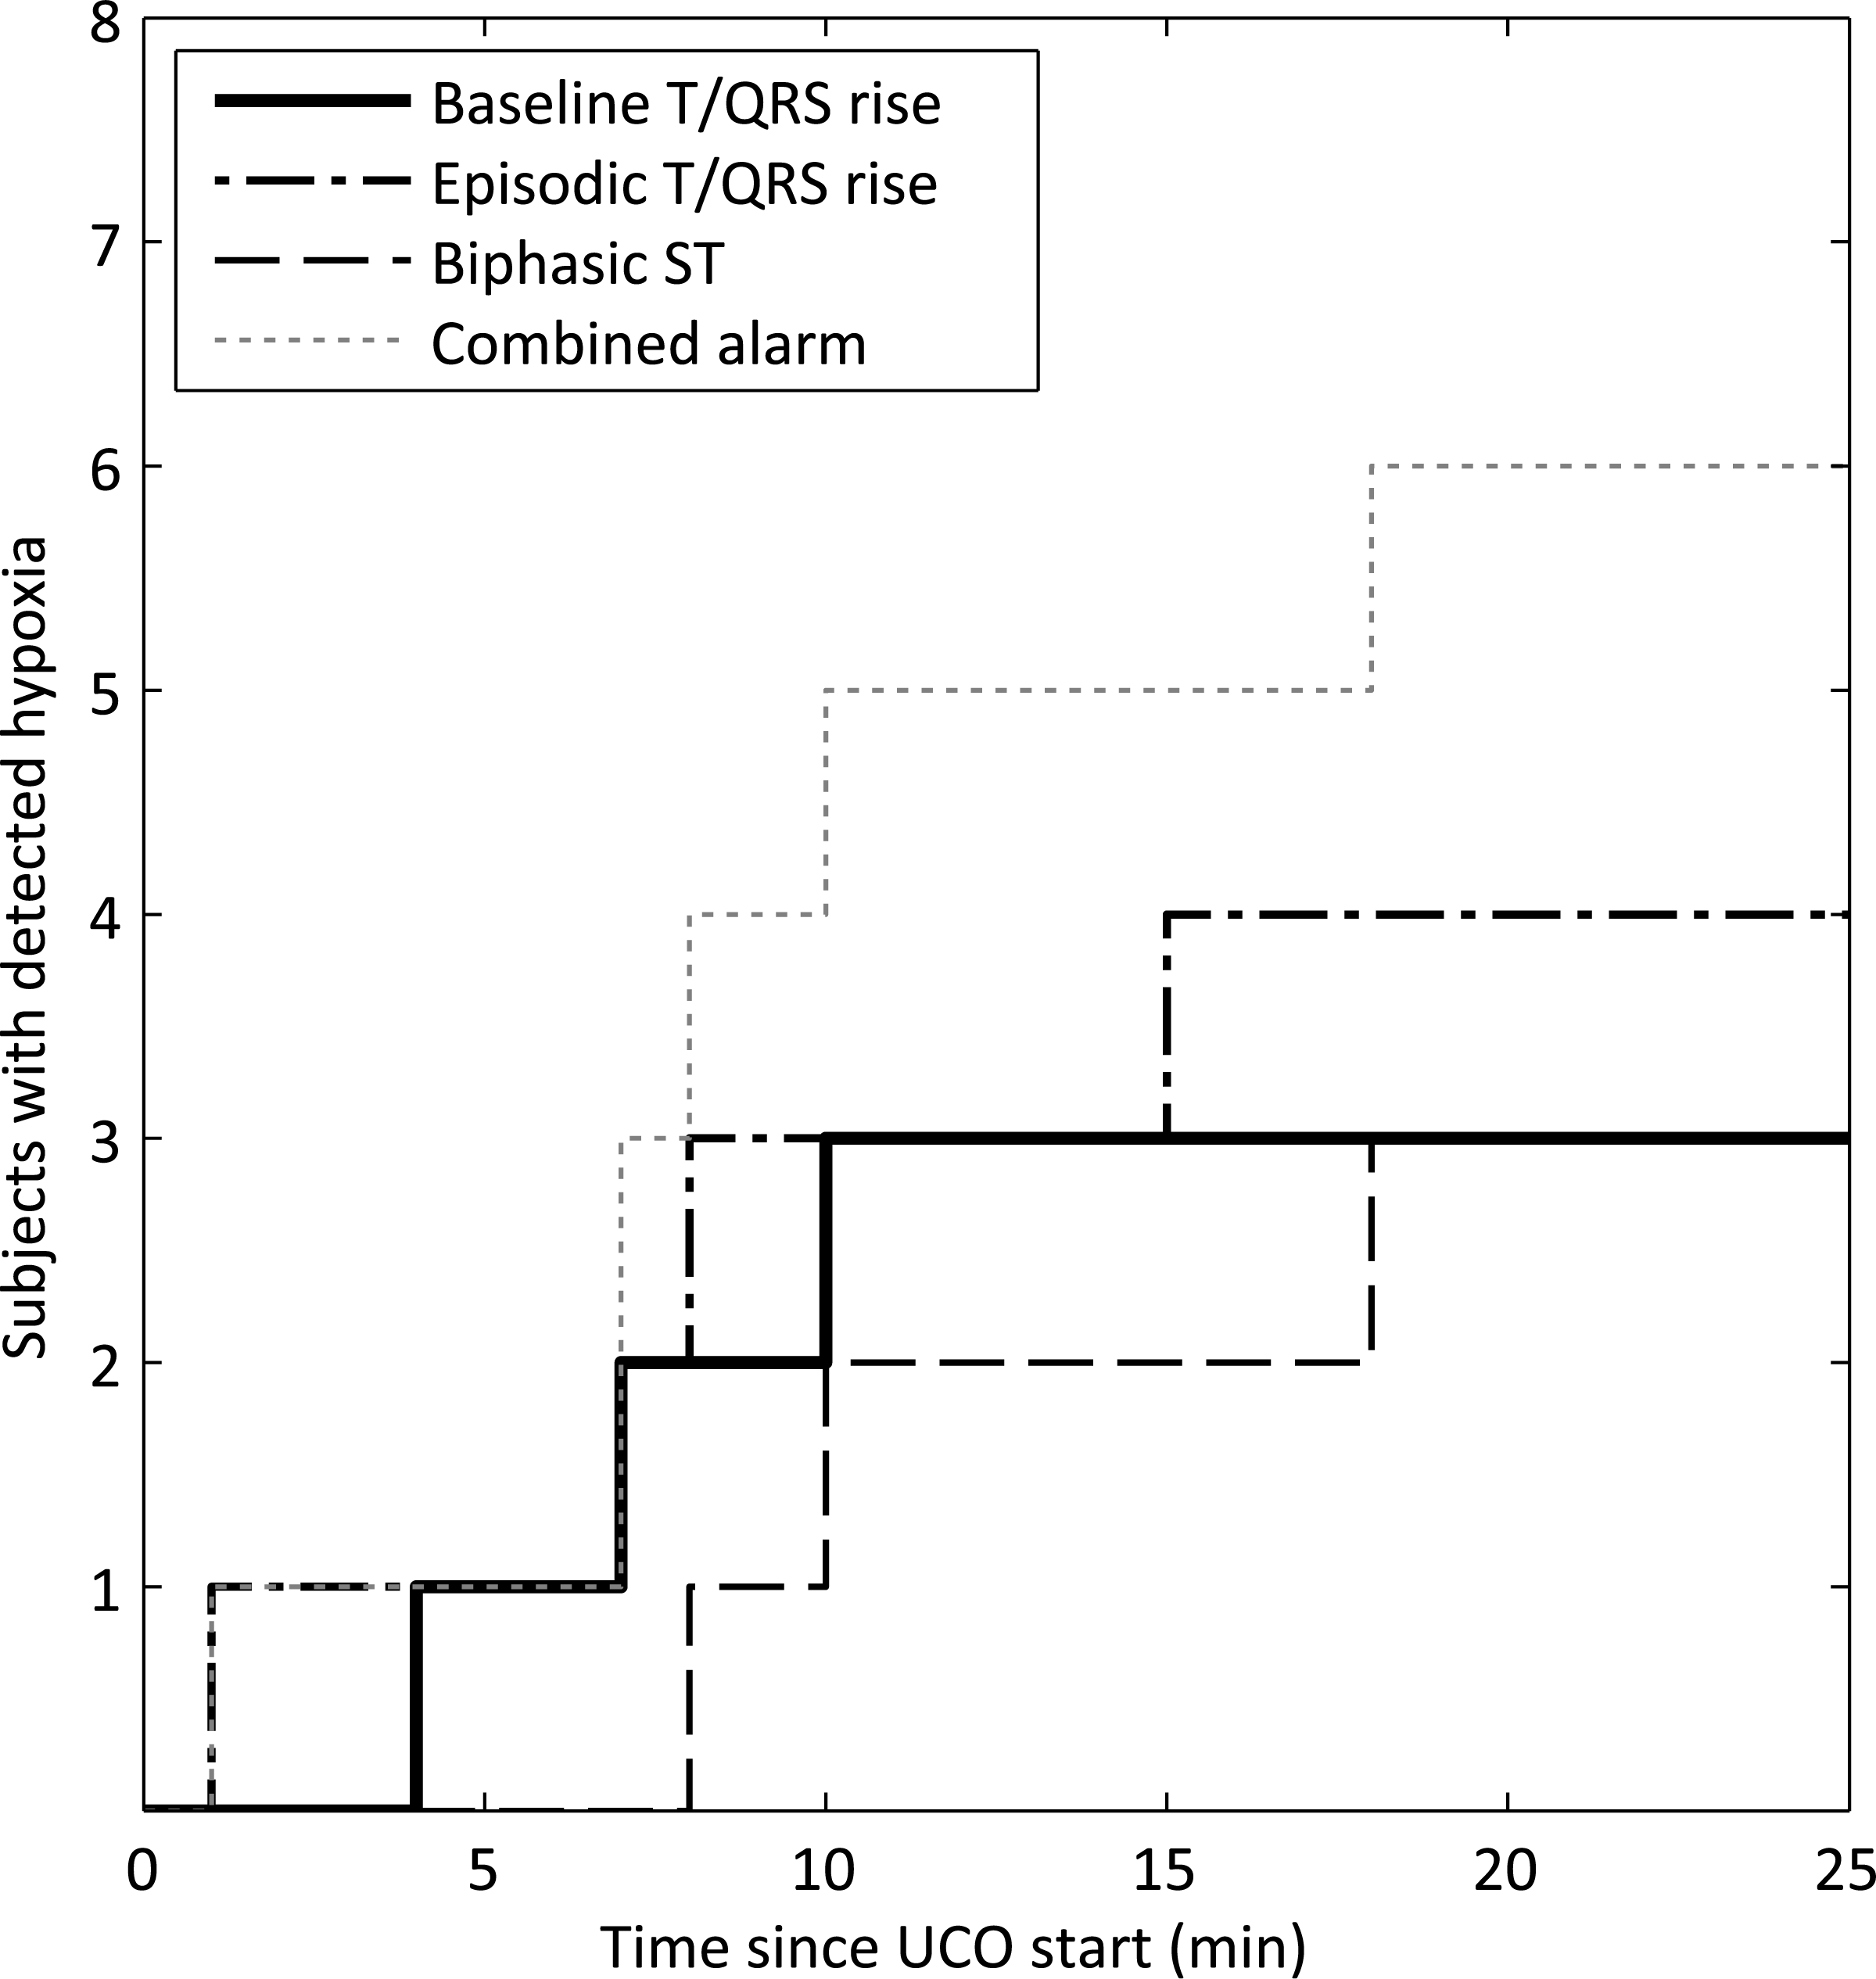 8
7
6
5
4
3
2
1
Subjects with detected hypoxia
Baseline T/QRS rise
Episodic T/QRS rise
Biphasic ST
Combined alarm
0 5 10 15 20 25
Time since UCO start (min)